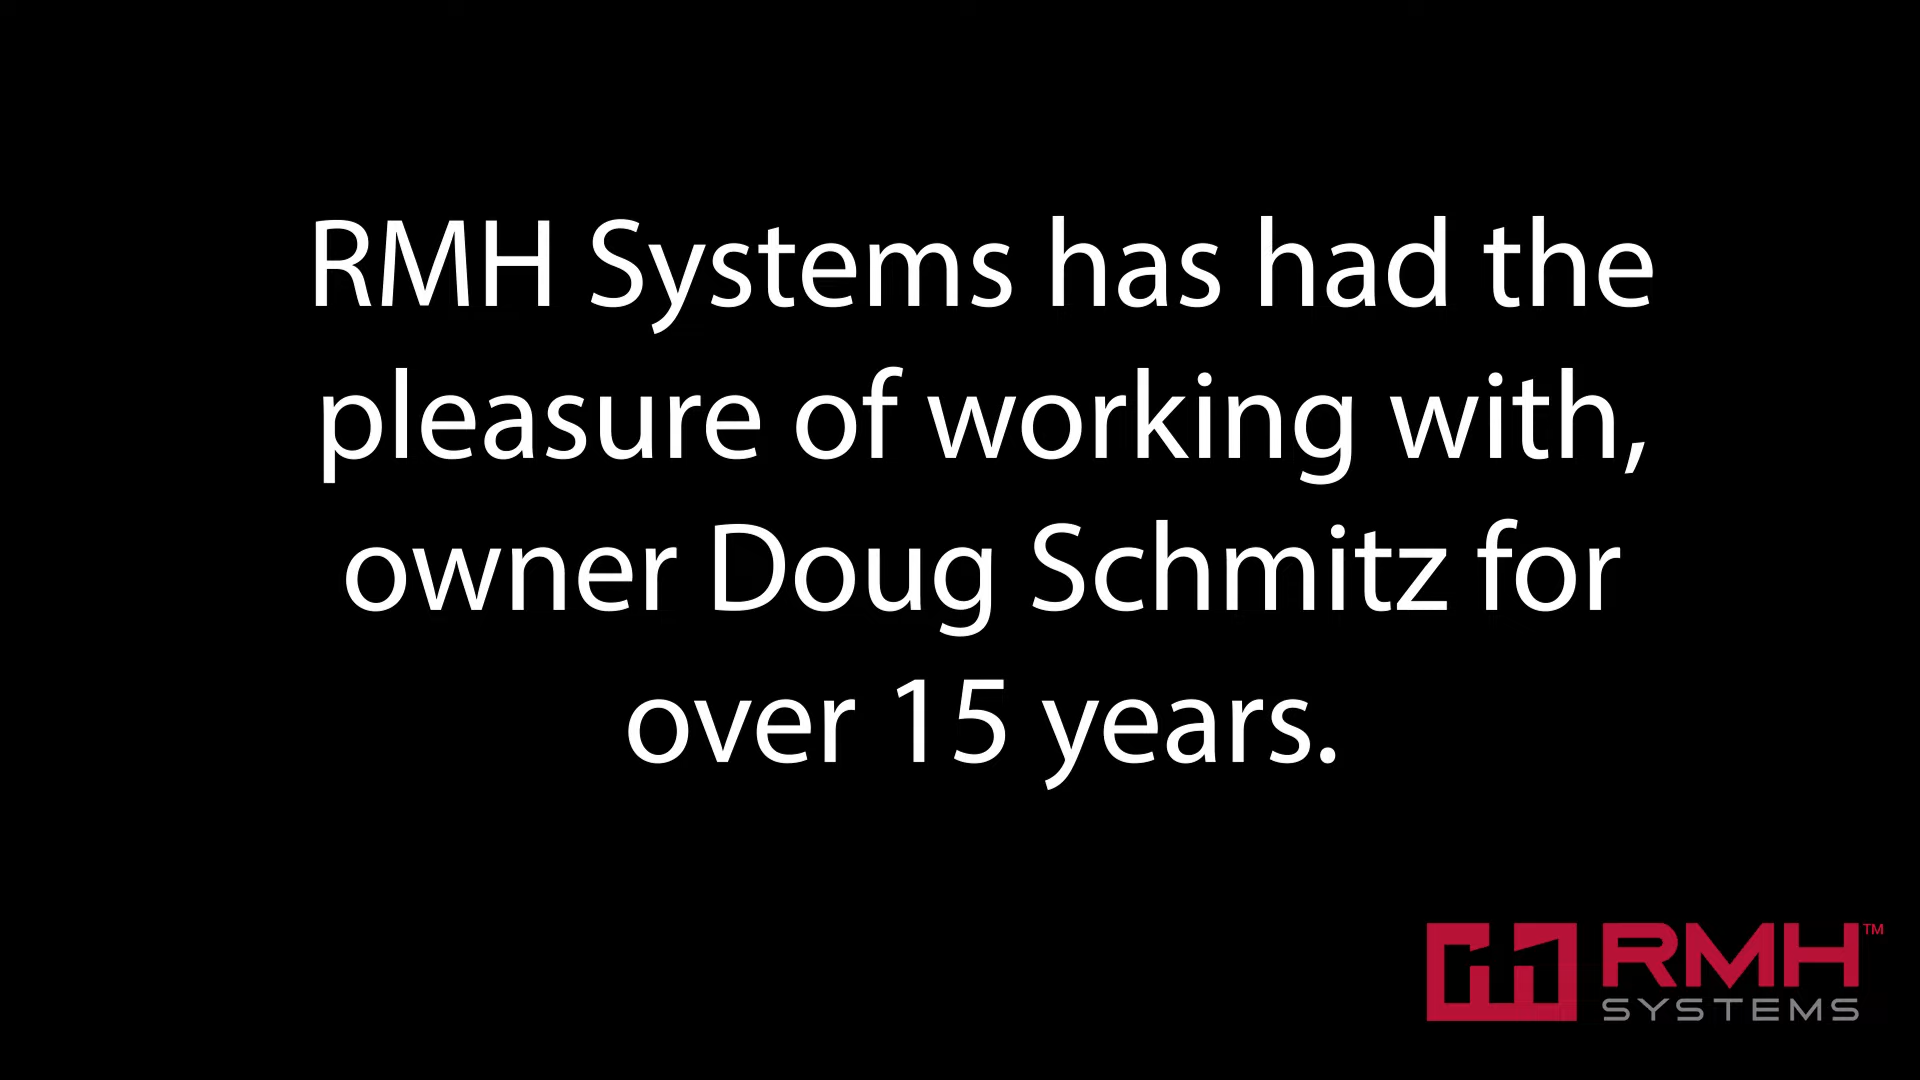 RMH Systems has had the
pleasure of working with,
owner Doug Schmitz for
over 15 years.
RMH™
SYSTEMS